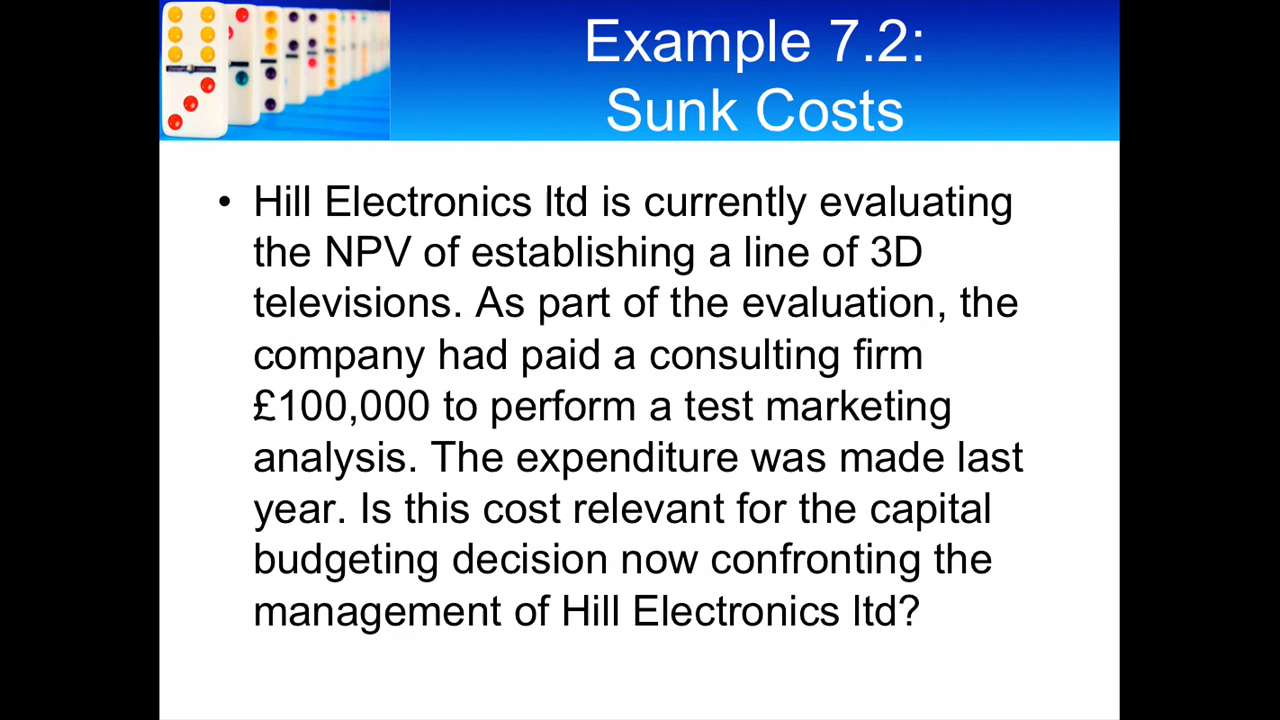 Example 7.2:
Sunk Costs
• Hill Electronics ltd is currently evaluating
the NPV of establishing a line of 3D
televisions. As part of the evaluation, the
company had paid a consulting firm
£100,000 to perform a test marketing
analysis. The expenditure was made last
year. Is this cost relevant for the capital
budgeting decision now confronting the
management of Hill Electronics ltd?